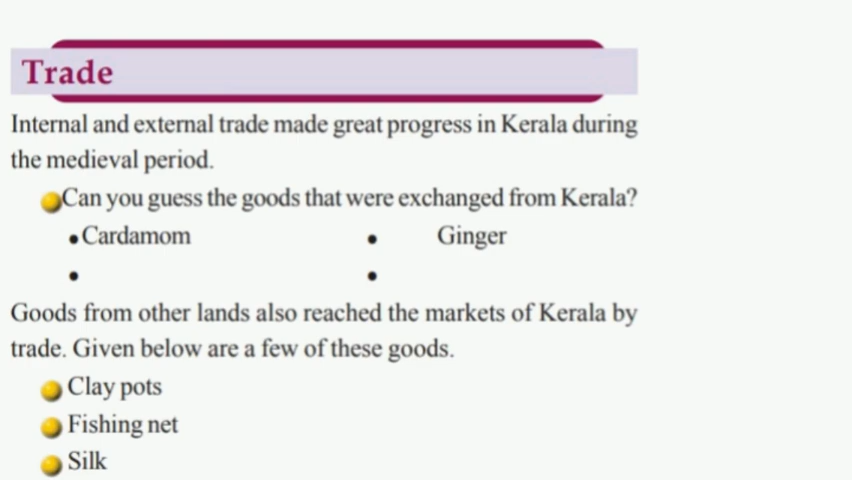 Trade
Internal and external trade made great progress in Kerala during
the medieval period.
Can you guess the goods that were exchanged from Kerala?
• Cardamom • Ginger
• •
Goods from other lands also reached the markets of Kerala by
trade. Given below are a few of these goods.
Clay pots
Fishing net
Silk